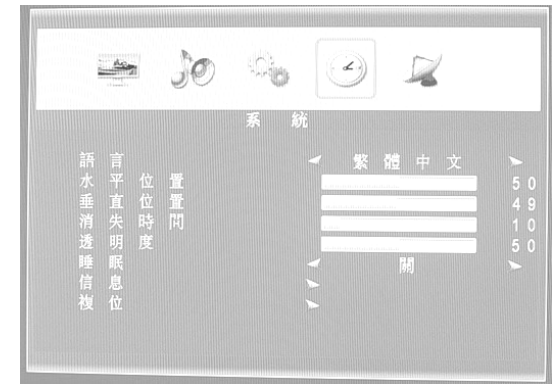 系統
語言 繁體中文
水平位置 50
垂直位置 49
消失時間 10
透明度 50
睡眠 關
信息
複位